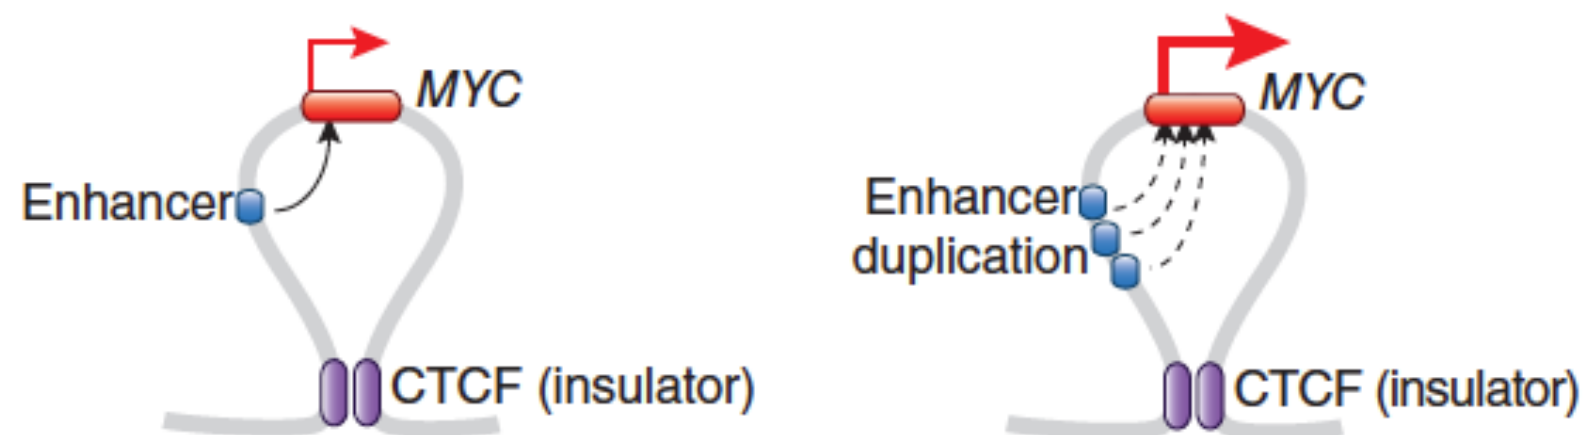 MYC
Enhancer
CTCF (insulator)
MYC
Enhancer
duplication
CTCF (insulator)